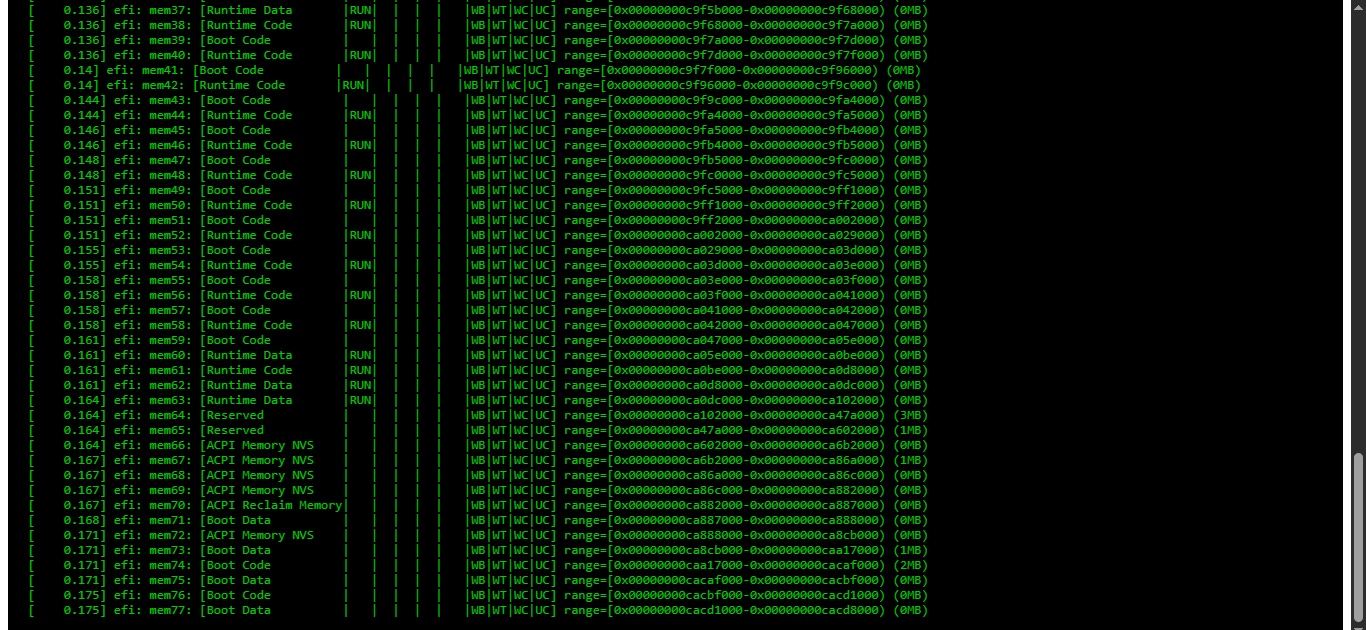 [    0.136] efi: mem37: [Runtime Data       |RUN|  |  |  |   |WB|WT|WC|UC] range=[0x00000000c9f5b000-0x00000000c9f68000) (0MB)
[    0.136] efi: mem38: [Runtime Code       |RUN|  |  |  |   |WB|WT|WC|UC] range=[0x00000000c9f68000-0x00000000c9f7a000) (0MB)
[    0.136] efi: mem39: [Boot Code          |   |  |  |  |   |WB|WT|WC|UC] range=[0x00000000c9f7a000-0x00000000c9f7d000) (0MB)
[    0.136] efi: mem40: [Runtime Code       |RUN|  |  |  |   |WB|WT|WC|UC] range=[0x00000000c9f7d000-0x00000000c9f7f000) (0MB)
[    0.14] efi: mem41: [Boot Code          |   |  |  |  |   |WB|WT|WC|UC] range=[0x00000000c9f7f000-0x00000000c9f96000) (0MB)
[    0.14] efi: mem42: [Runtime Code       |RUN|  |  |  |   |WB|WT|WC|UC] range=[0x00000000c9f96000-0x00000000c9f9c000) (0MB)
[    0.144] efi: mem43: [Boot Code          |   |  |  |  |   |WB|WT|WC|UC] range=[0x00000000c9f9c000-0x00000000c9fa4000) (0MB)
[    0.144] efi: mem44: [Runtime Code       |RUN|  |  |  |   |WB|WT|WC|UC] range=[0x00000000c9fa4000-0x00000000c9fa5000) (0MB)
[    0.146] efi: mem45: [Boot Code          |   |  |  |  |   |WB|WT|WC|UC] range=[0x00000000c9fa5000-0x00000000c9fb4000) (0MB)
[    0.146] efi: mem46: [Runtime Code       |RUN|  |  |  |   |WB|WT|WC|UC] range=[0x00000000c9fb4000-0x00000000c9fb5000) (0MB)
[    0.148] efi: mem47: [Boot Code          |   |  |  |  |   |WB|WT|WC|UC] range=[0x00000000c9fb5000-0x00000000c9fc0000) (0MB)
[    0.148] efi: mem48: [Runtime Code       |RUN|  |  |  |   |WB|WT|WC|UC] range=[0x00000000c9fc0000-0x00000000c9fc5000) (0MB)
[    0.151] efi: mem49: [Boot Code          |   |  |  |  |   |WB|WT|WC|UC] range=[0x00000000c9fc5000-0x00000000c9ff1000) (0MB)
[    0.151] efi: mem50: [Runtime Code       |RUN|  |  |  |   |WB|WT|WC|UC] range=[0x00000000c9ff1000-0x00000000c9ff2000) (0MB)
[    0.151] efi: mem51: [Boot Code          |   |  |  |  |   |WB|WT|WC|UC] range=[0x00000000c9ff2000-0x00000000ca002000) (0MB)
[    0.151] efi: mem52: [Runtime Code       |RUN|  |  |  |   |WB|WT|WC|UC] range=[0x00000000ca002000-0x00000000ca029000) (0MB)
[    0.155] efi: mem53: [Boot Code          |   |  |  |  |   |WB|WT|WC|UC] range=[0x00000000ca029000-0x00000000ca03d000) (0MB)
[    0.155] efi: mem54: [Runtime Code       |RUN|  |  |  |   |WB|WT|WC|UC] range=[0x00000000ca03d000-0x00000000ca03e000) (0MB)
[    0.158] efi: mem55: [Boot Code          |   |  |  |  |   |WB|WT|WC|UC] range=[0x00000000ca03e000-0x00000000ca03f000) (0MB)
[    0.158] efi: mem56: [Runtime Code       |RUN|  |  |  |   |WB|WT|WC|UC] range=[0x00000000ca03f000-0x00000000ca041000) (0MB)
[    0.158] efi: mem57: [Boot Code          |   |  |  |  |   |WB|WT|WC|UC] range=[0x00000000ca041000-0x00000000ca042000) (0MB)
[    0.158] efi: mem58: [Runtime Code       |RUN|  |  |  |   |WB|WT|WC|UC] range=[0x00000000ca042000-0x00000000ca047000) (0MB)
[    0.161] efi: mem59: [Boot Code          |   |  |  |  |   |WB|WT|WC|UC] range=[0x00000000ca047000-0x00000000ca05e000) (0MB)
[    0.161] efi: mem60: [Runtime Data       |RUN|  |  |  |   |WB|WT|WC|UC] range=[0x00000000ca05e000-0x00000000ca0be000) (0MB)
[    0.161] efi: mem61: [Runtime Code       |RUN|  |  |  |   |WB|WT|WC|UC] range=[0x00000000ca0be000-0x00000000ca0d8000) (0MB)
[    0.161] efi: mem62: [Runtime Data       |RUN|  |  |  |   |WB|WT|WC|UC] range=[0x00000000ca0d8000-0x00000000ca0dc000) (0MB)
[    0.164] efi: mem63: [Runtime Data       |RUN|  |  |  |   |WB|WT|WC|UC] range=[0x00000000ca0dc000-0x00000000ca102000) (0MB)
[    0.164] efi: mem64: [Reserved           |   |  |  |  |   |WB|WT|WC|UC] range=[0x00000000ca102000-0x00000000ca47a000) (3MB)
[    0.164] efi: mem65: [Reserved           |   |  |  |  |   |WB|WT|WC|UC] range=[0x00000000ca47a000-0x00000000ca602000) (1MB)
[    0.164] efi: mem66: [ACPI Memory NVS    |   |  |  |  |   |WB|WT|WC|UC] range=[0x00000000ca602000-0x00000000ca6b2000) (0MB)
[    0.167] efi: mem67: [ACPI Memory NVS    |   |  |  |  |   |WB|WT|WC|UC] range=[0x00000000ca6b2000-0x00000000ca86a000) (1MB)
[    0.167] efi: mem68: [ACPI Memory NVS    |   |  |  |  |   |WB|WT|WC|UC] range=[0x00000000ca86a000-0x00000000ca86c000) (0MB)
[    0.167] efi: mem69: [ACPI Memory NVS    |   |  |  |  |   |WB|WT|WC|UC] range=[0x00000000ca86c000-0x00000000ca882000) (0MB)
[    0.167] efi: mem70: [ACPI Reclaim Memory|   |  |  |  |   |WB|WT|WC|UC] range=[0x00000000ca882000-0x00000000ca887000) (0MB)
[    0.168] efi: mem71: [Boot Data          |   |  |  |  |   |WB|WT|WC|UC] range=[0x00000000ca887000-0x00000000ca888000) (0MB)
[    0.171] efi: mem72: [ACPI Memory NVS    |   |  |  |  |   |WB|WT|WC|UC] range=[0x00000000ca888000-0x00000000ca8cb000) (0MB)
[    0.171] efi: mem73: [Boot Data          |   |  |  |  |   |WB|WT|WC|UC] range=[0x00000000ca8cb000-0x00000000caa17000) (1MB)
[    0.171] efi: mem74: [Boot Code          |   |  |  |  |   |WB|WT|WC|UC] range=[0x00000000caa17000-0x00000000cacaf000) (2MB)
[    0.171] efi: mem75: [Boot Data          |   |  |  |  |   |WB|WT|WC|UC] range=[0x00000000cacaf000-0x00000000cacbf000) (0MB)
[    0.175] efi: mem76: [Boot Code          |   |  |  |  |   |WB|WT|WC|UC] range=[0x00000000cacbf000-0x00000000cacd1000) (0MB)
[    0.175] efi: mem77: [Boot Data          |   |  |  |  |   |WB|WT|WC|UC] range=[0x00000000cacd1000-0x00000000cacd8000) (0MB)